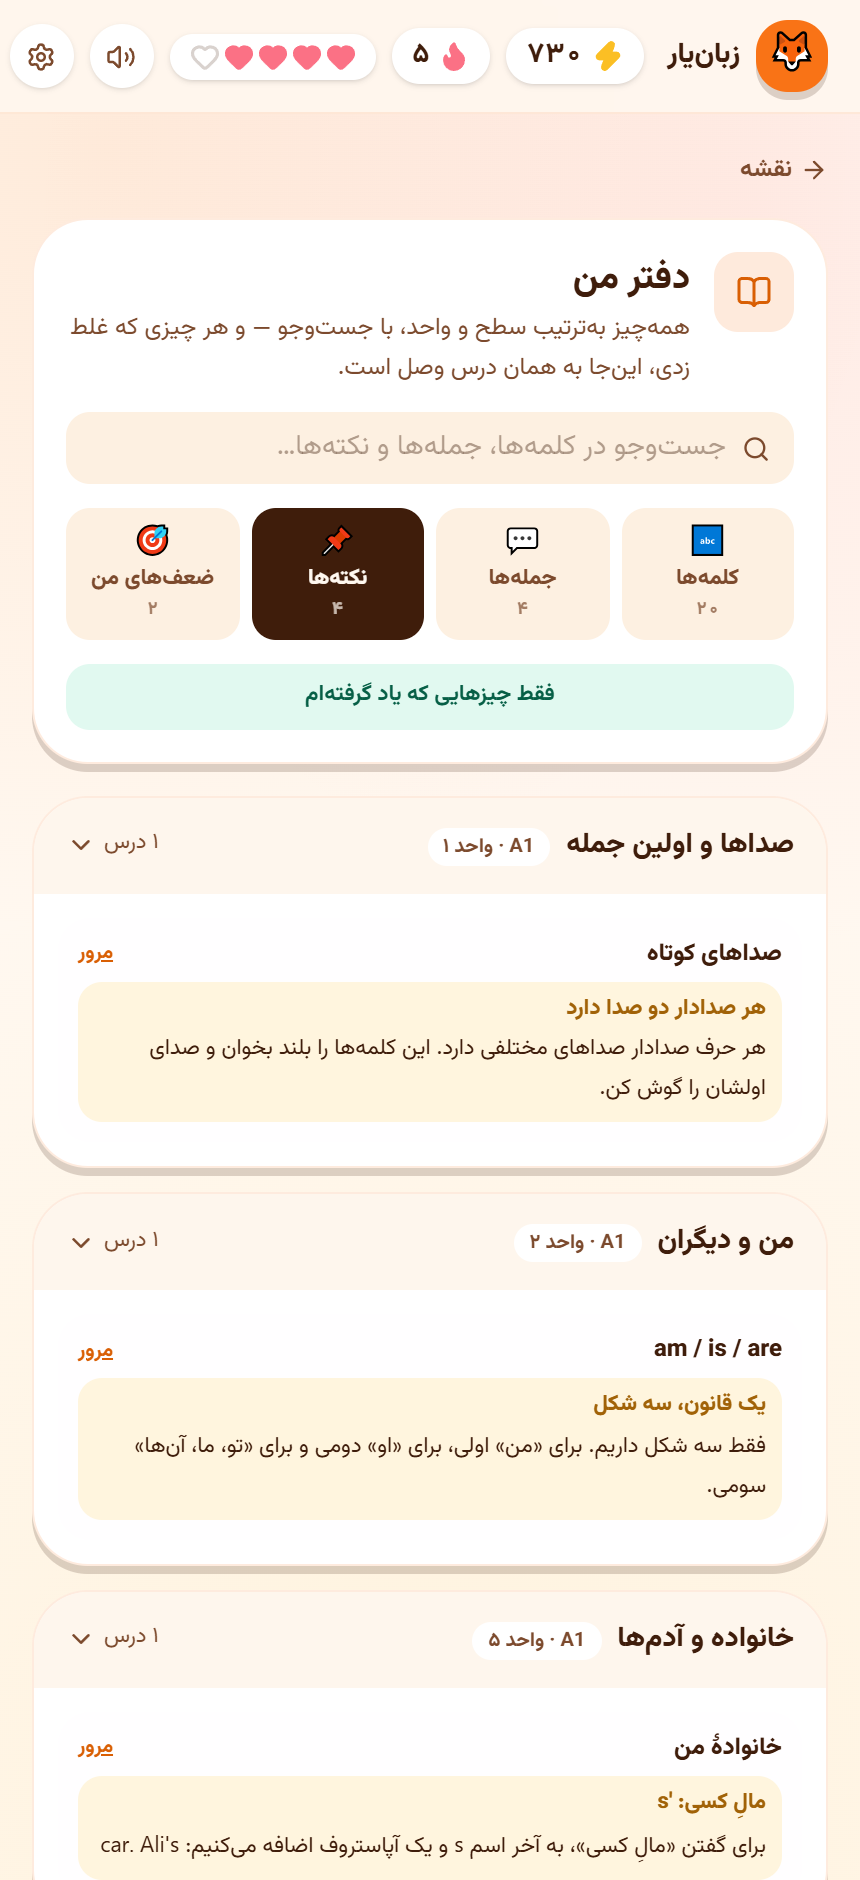 زبان‌یار
۷۳۰
۵
نقشه
دفتر من
همه‌چیز به‌ترتیب سطح و واحد، با جست‌وجو — و هر چیزی که غلط
زدی، این‌جا به همان درس وصل است.
جست‌وجو در کلمه‌ها، جمله‌ها و نکته‌ها...
abc
کلمه‌ها
۲۰
جمله‌ها
۴
نکته‌ها
۴
ضعف‌های من
۲
فقط چیزهایی که یاد گرفته‌ام
صداها و اولین جمله
A1 · واحد ۱
۱ درس
صداهای کوتاه
مرور
هر صدادار دو صدا دارد
هر حرف صدادار صداهای مختلفی دارد. این کلمه‌ها را بلند بخوان و صدای
اولشان را گوش کن.
من و دیگران
A1 · واحد ۲
۱ درس
am / is / are
مرور
یک قانون، سه شکل
فقط سه شکل داریم. برای «من» اولی، برای «او» دومی و برای «تو، ما، آن‌ها»
سومی.
خانواده و آدم‌ها
A1 · واحد ۵
۱ درس
خانوادهٔ من
مرور
مالِ کسی: 's
برای گفتن «مالِ کسی»، به آخر اسم s و یک آپاستروف اضافه می‌کنیم: car. Ali's